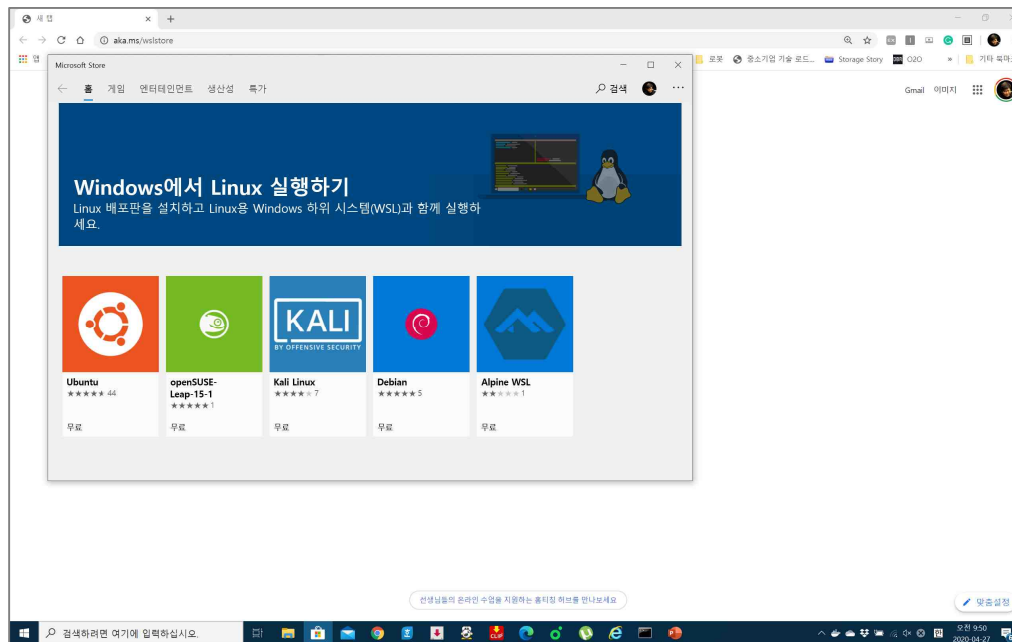 새 탭
aka.ms/wslstore
앱
로봇
중소기업 기술 로드...
Storage Story
O2O
»
기타 북마
Microsoft Store
홈 게임 엔터테인먼트 생산성 특가
검색
Gmail 이미지
Windows에서 Linux 실행하기
Linux 배포판을 설치하고 Linux용 Windows 하위 시스템(WSL)과 함께 실행하
세요.
KALI
BY OFFENSIVE SECURITY
Ubuntu
44
무료
openSUSE-
Leap-15-1
1
무료
Kali Linux
7
무료
Debian
5
무료
Alpine WSL
1
무료
선생님들의 온라인 수업을 지원하는 홈티칭 허브를 만나보세요
맞춤설정
검색하려면 여기에 입력하십시오.
CLIP
오전 9:50
2020-04-27